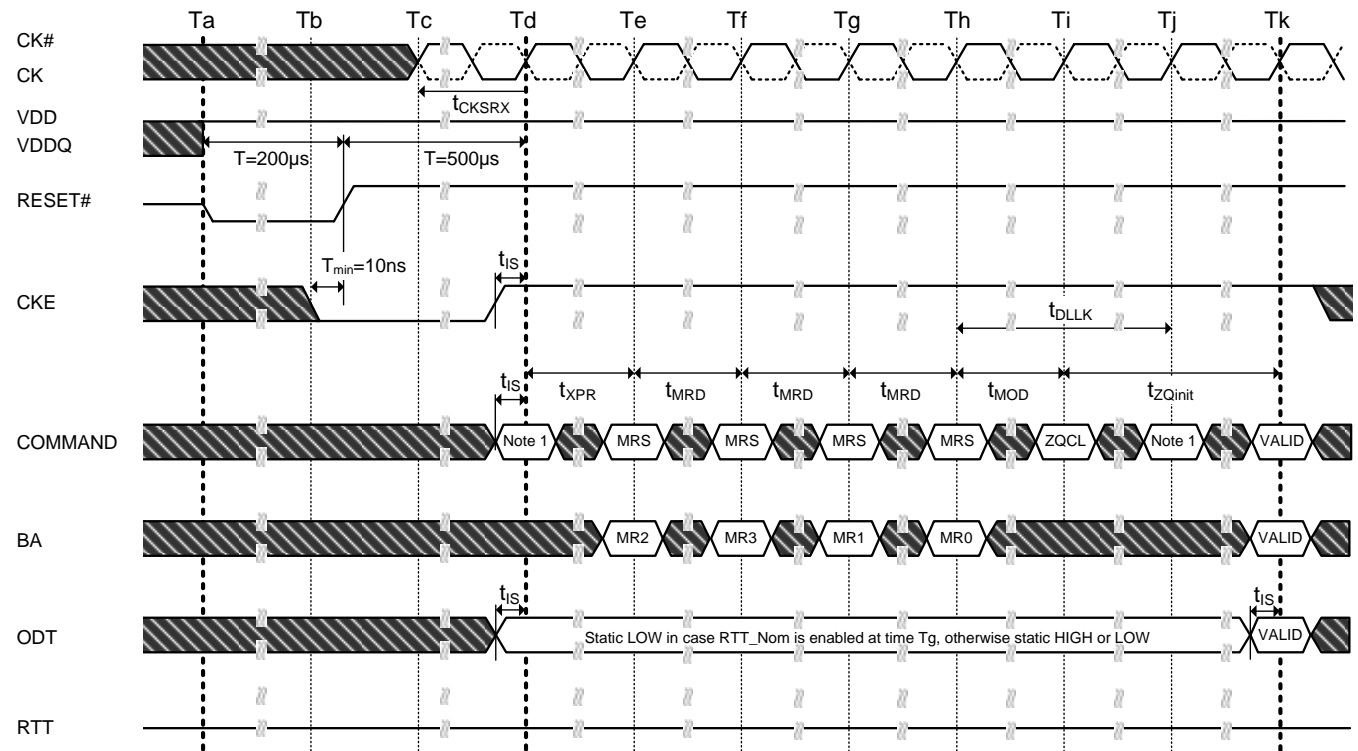 Ta Tb Tc Td Te Tf Tg Th Ti Tj Tk
CK#
CK
tCKSRX
VDD
VDDQ
T=200µs T=500µs
RESET#
Tmin=10ns tIS
CKE
tDLLK
tIS tXPR tMRD tMRD tMRD tMOD tZQinit
COMMAND Note 1 MRS MRS MRS MRS ZQCL Note 1 VALID
BA MR2 MR3 MR1 MR0 VALID
tIS tIS
ODT Static LOW in case RTT_Nom is enabled at time Tg, otherwise static HIGH or LOW VALID
RTT